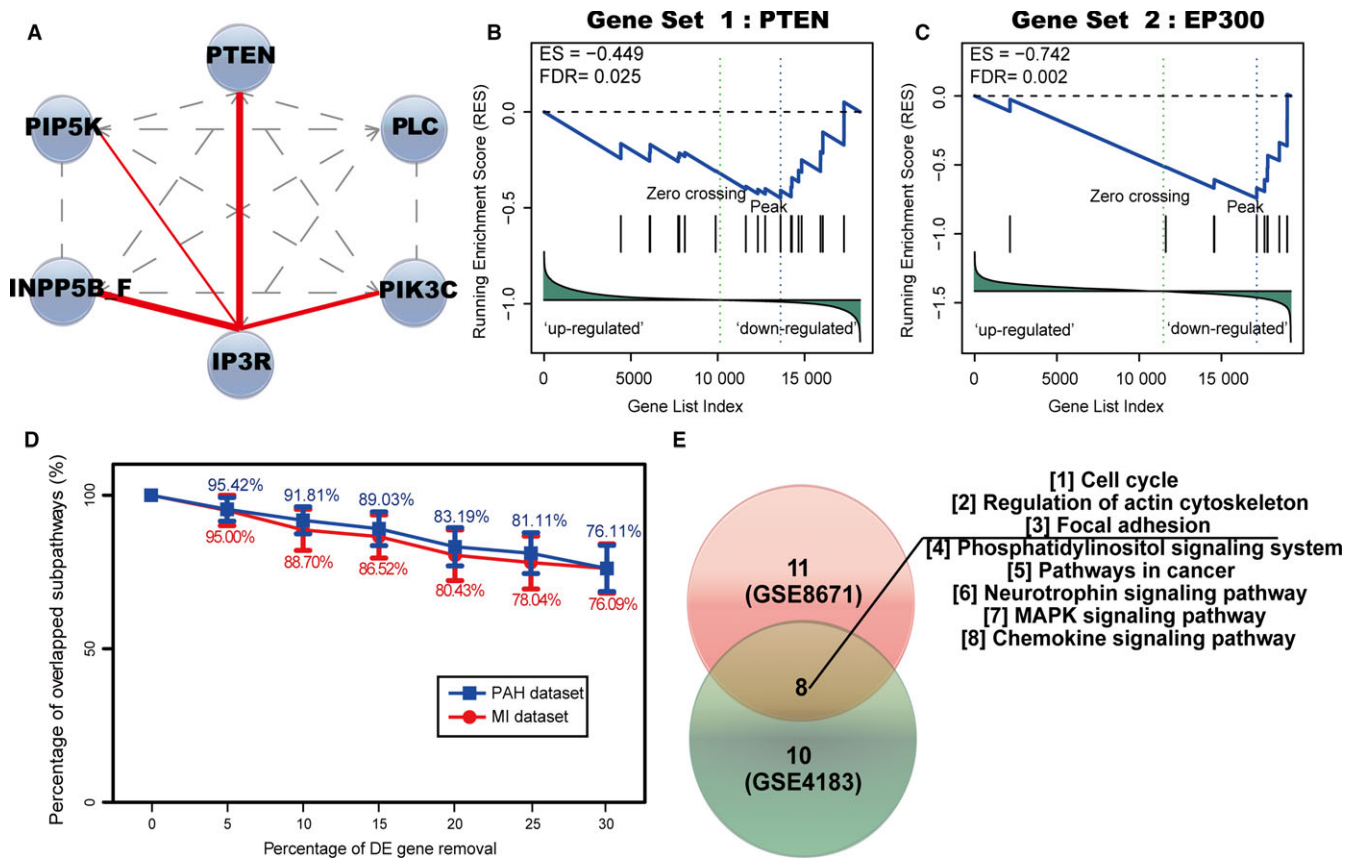 A
PTEN
PIP5K
PLC
INPP5B_F
PIK3C
IP3R
B
Gene Set 1 : PTEN
ES = −0.449
FDR= 0.025
Running Enrichment Score (RES)
0.0
−0.5
−1.0
Zero crossing
Peak
'up-regulated'
'down-regulated'
0
5000
10 000
15 000
Gene List Index
C
Gene Set 2 : EP300
ES = −0.742
FDR= 0.002
Running Enrichment Score (RES)
0.0
−0.5
−1.0
−1.5
Zero crossing
Peak
'up-regulated'
'down-regulated'
0
5000
10 000
15 000
Gene List Index
D
Percentage of overlapped subpathways (%)
100
50
0
95.42%
91.81%
89.03%
83.19%
81.11%
76.11%
95.00%
88.70%
86.52%
80.43%
78.04%
76.09%
PAH dataset
MI dataset
0
5
10
15
20
25
30
Percentage of DE gene removal
E
11
(GSE8671)
8
10
(GSE4183)
[1] Cell cycle
[2] Regulation of actin cytoskeleton
[3] Focal adhesion
[4] Phosphatidylinositol signaling system
[5] Pathways in cancer
[6] Neurotrophin signaling pathway
[7] MAPK signaling pathway
[8] Chemokine signaling pathway